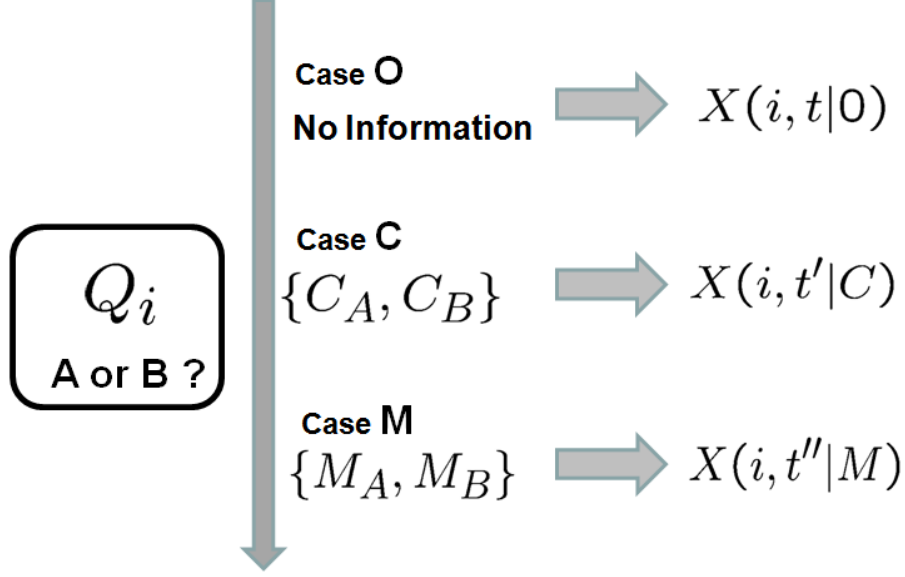 Case O
No Information
X(i, t|0)
Q_i
A or B ?
Case C
{C_A, C_B}
X(i, t'|C)
Case M
{M_A, M_B}
X(i, t''|M)